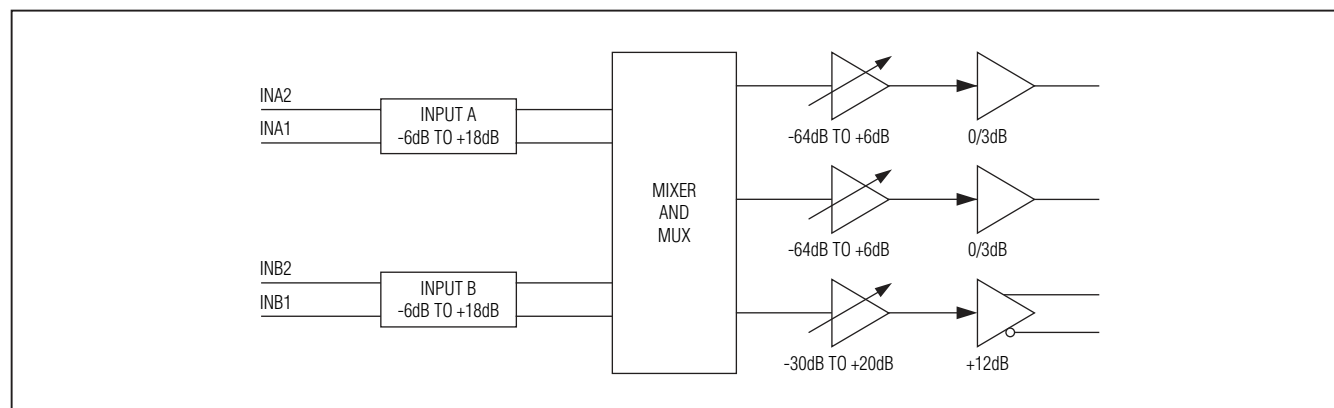 INA2
INA1
INPUT A
-6dB TO +18dB
INB2
INB1
INPUT B
-6dB TO +18dB
MIXER
AND
MUX
-64dB TO +6dB
0/3dB
-64dB TO +6dB
0/3dB
-30dB TO +20dB
+12dB